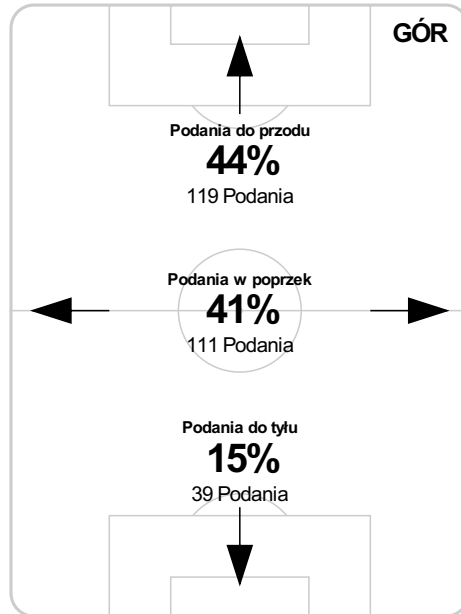 GÓR
Podania do przodu
44%
119 Podania
Podania w poprzek
41%
111 Podania
Podania do tyłu
15%
39 Podania